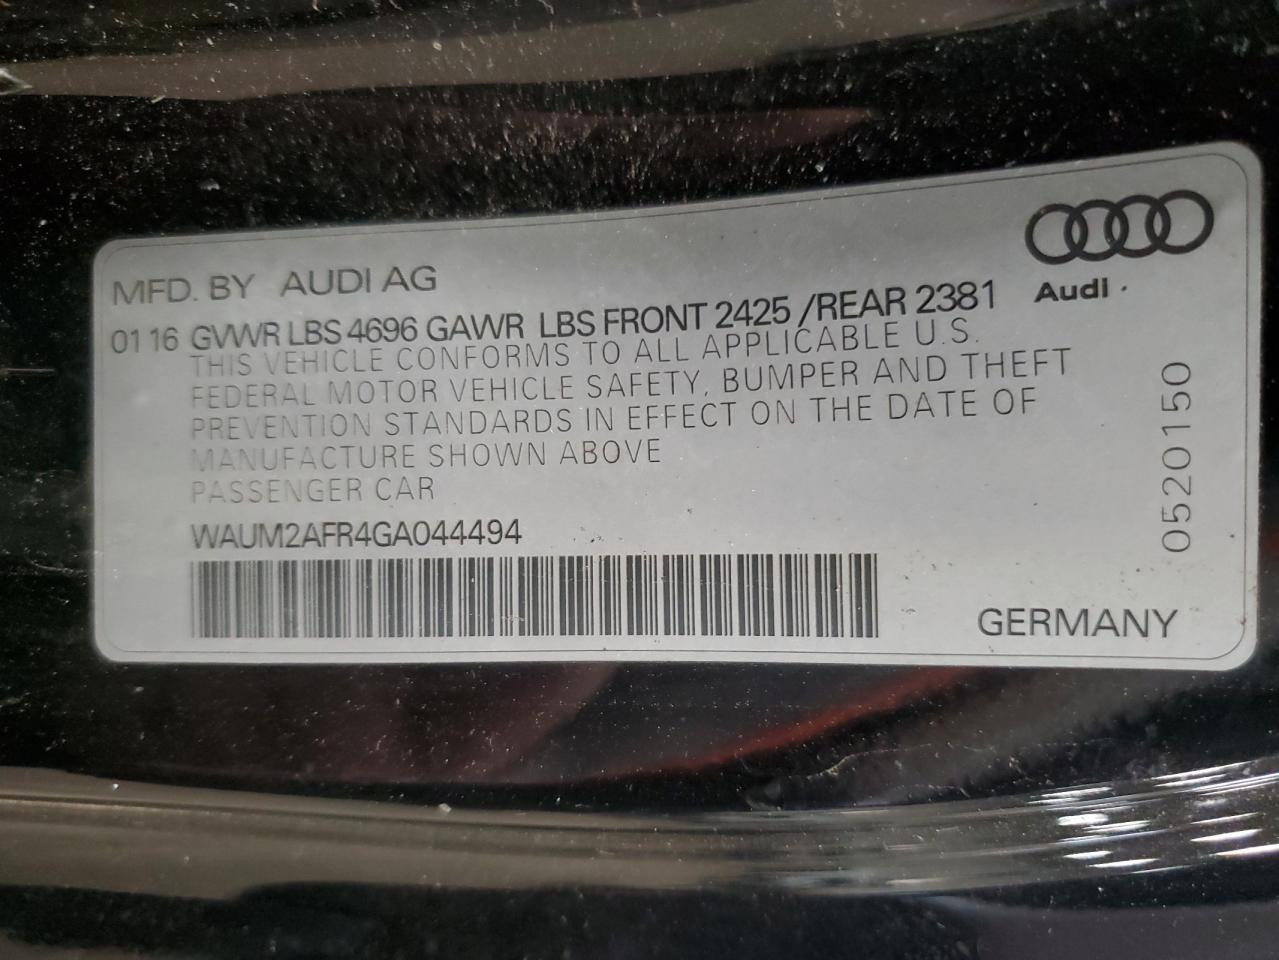 MFD. BY AUDI AG
Audi
01 16 GVWR LBS 4696 GAWR LBS FRONT 2425 /REAR 2381
THIS VEHICLE CONFORMS TO ALL APPLICABLE U.S.
FEDERAL MOTOR VEHICLE SAFETY, BUMPER AND THEFT
PREVENTION STANDARDS IN EFFECT ON THE DATE OF
MANUFACTURE SHOWN ABOVE
PASSENGER CAR
WAUM2AFR4GA044494
GERMANY
0520150